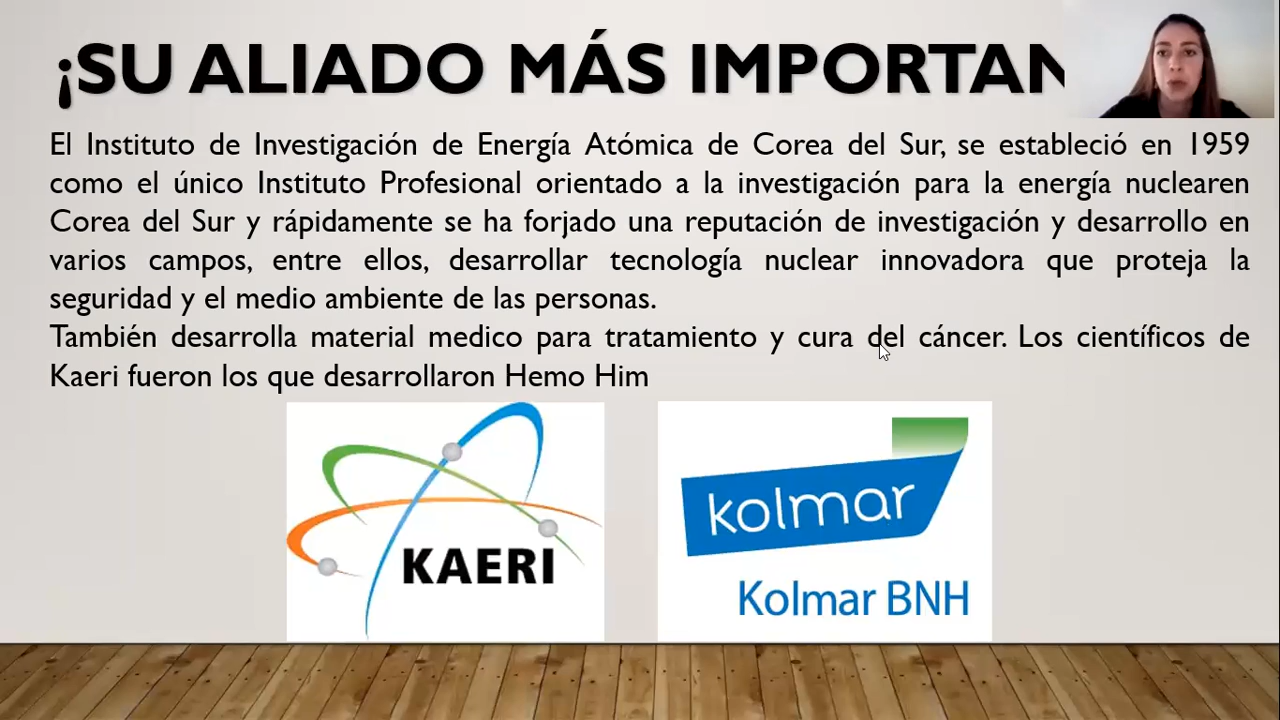 ¡SU ALIADO MÁS IMPORTAN
El Instituto de Investigación de Energía Atómica de Corea del Sur, se estableció en 1959
como el único Instituto Profesional orientado a la investigación para la energía nuclearen
Corea del Sur y rápidamente se ha forjado una reputación de investigación y desarrollo en
varios campos, entre ellos, desarrollar tecnología nuclear innovadora que proteja la
seguridad y el medio ambiente de las personas.
También desarrolla material medico para tratamiento y cura del cáncer. Los científicos de
Kaeri fueron los que desarrollaron Hemo Him
KAERI
kolmar
Kolmar BNH